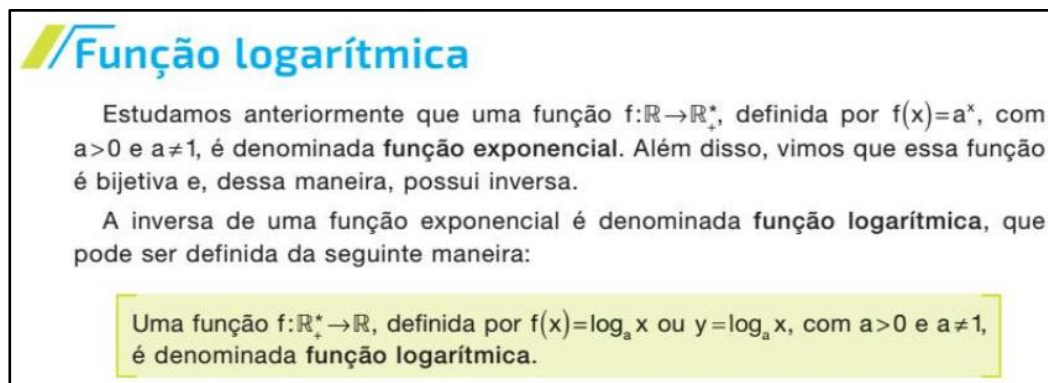 Função logarítmica
Estudamos anteriormente que uma função f:ℝ→ℝ₊*, definida por f(x)=aˣ, com
a>0 e a≠1, é denominada função exponencial. Além disso, vimos que essa função
é bijetiva e, dessa maneira, possui inversa.
A inversa de uma função exponencial é denominada função logarítmica, que
pode ser definida da seguinte maneira:
Uma função f:ℝ₊*→ℝ, definida por f(x)=logₐx ou y=logₐx, com a>0 e a≠1,
é denominada função logarítmica.